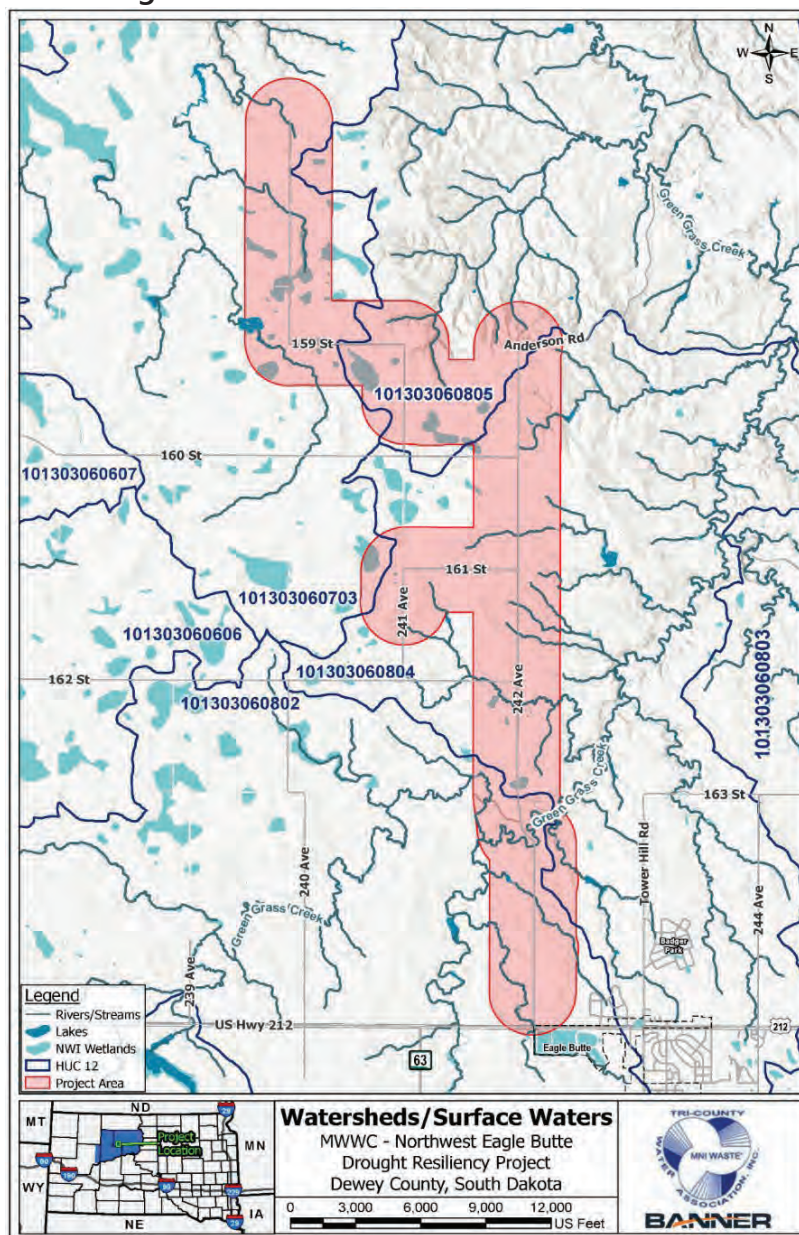 N
W E
S
Green Grass Creek
159 St
Anderson Rd
101303060805
160 St
101303060607
161 St
101303060703
241 Ave
101303060606
101303060803
162 St
101303060804
101303060802
242 Ave
163 St
Green Grass Creek
Tower Hill Rd
240 Ave
244 Ave
Green Grass Creek
Badger Park
239 Ave
Legend
Rivers/Streams
Lakes
NWI Wetlands
HUC 12
Project Area
US Hwy 212
212
63
Eagle Butte
ND
MT
MN
Project Location
WY
NE
IA
90
90
29
229
29
Watersheds/Surface Waters
MWWC - Northwest Eagle Butte
Drought Resiliency Project
Dewey County, South Dakota
0 3,000 6,000 9,000 12,000
US Feet
TRI-COUNTY
MNI WASTE'
WATER ASSOCIATION, INC.
BANNER